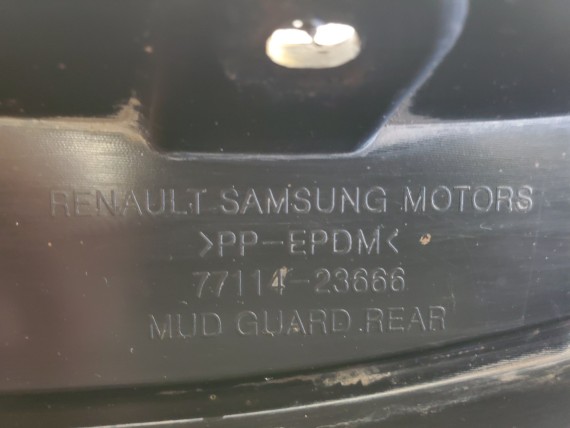 RENAULT SAMSUNG MOTORS
>PP-EPDM<
77114-23666
MUD GUARD REAR